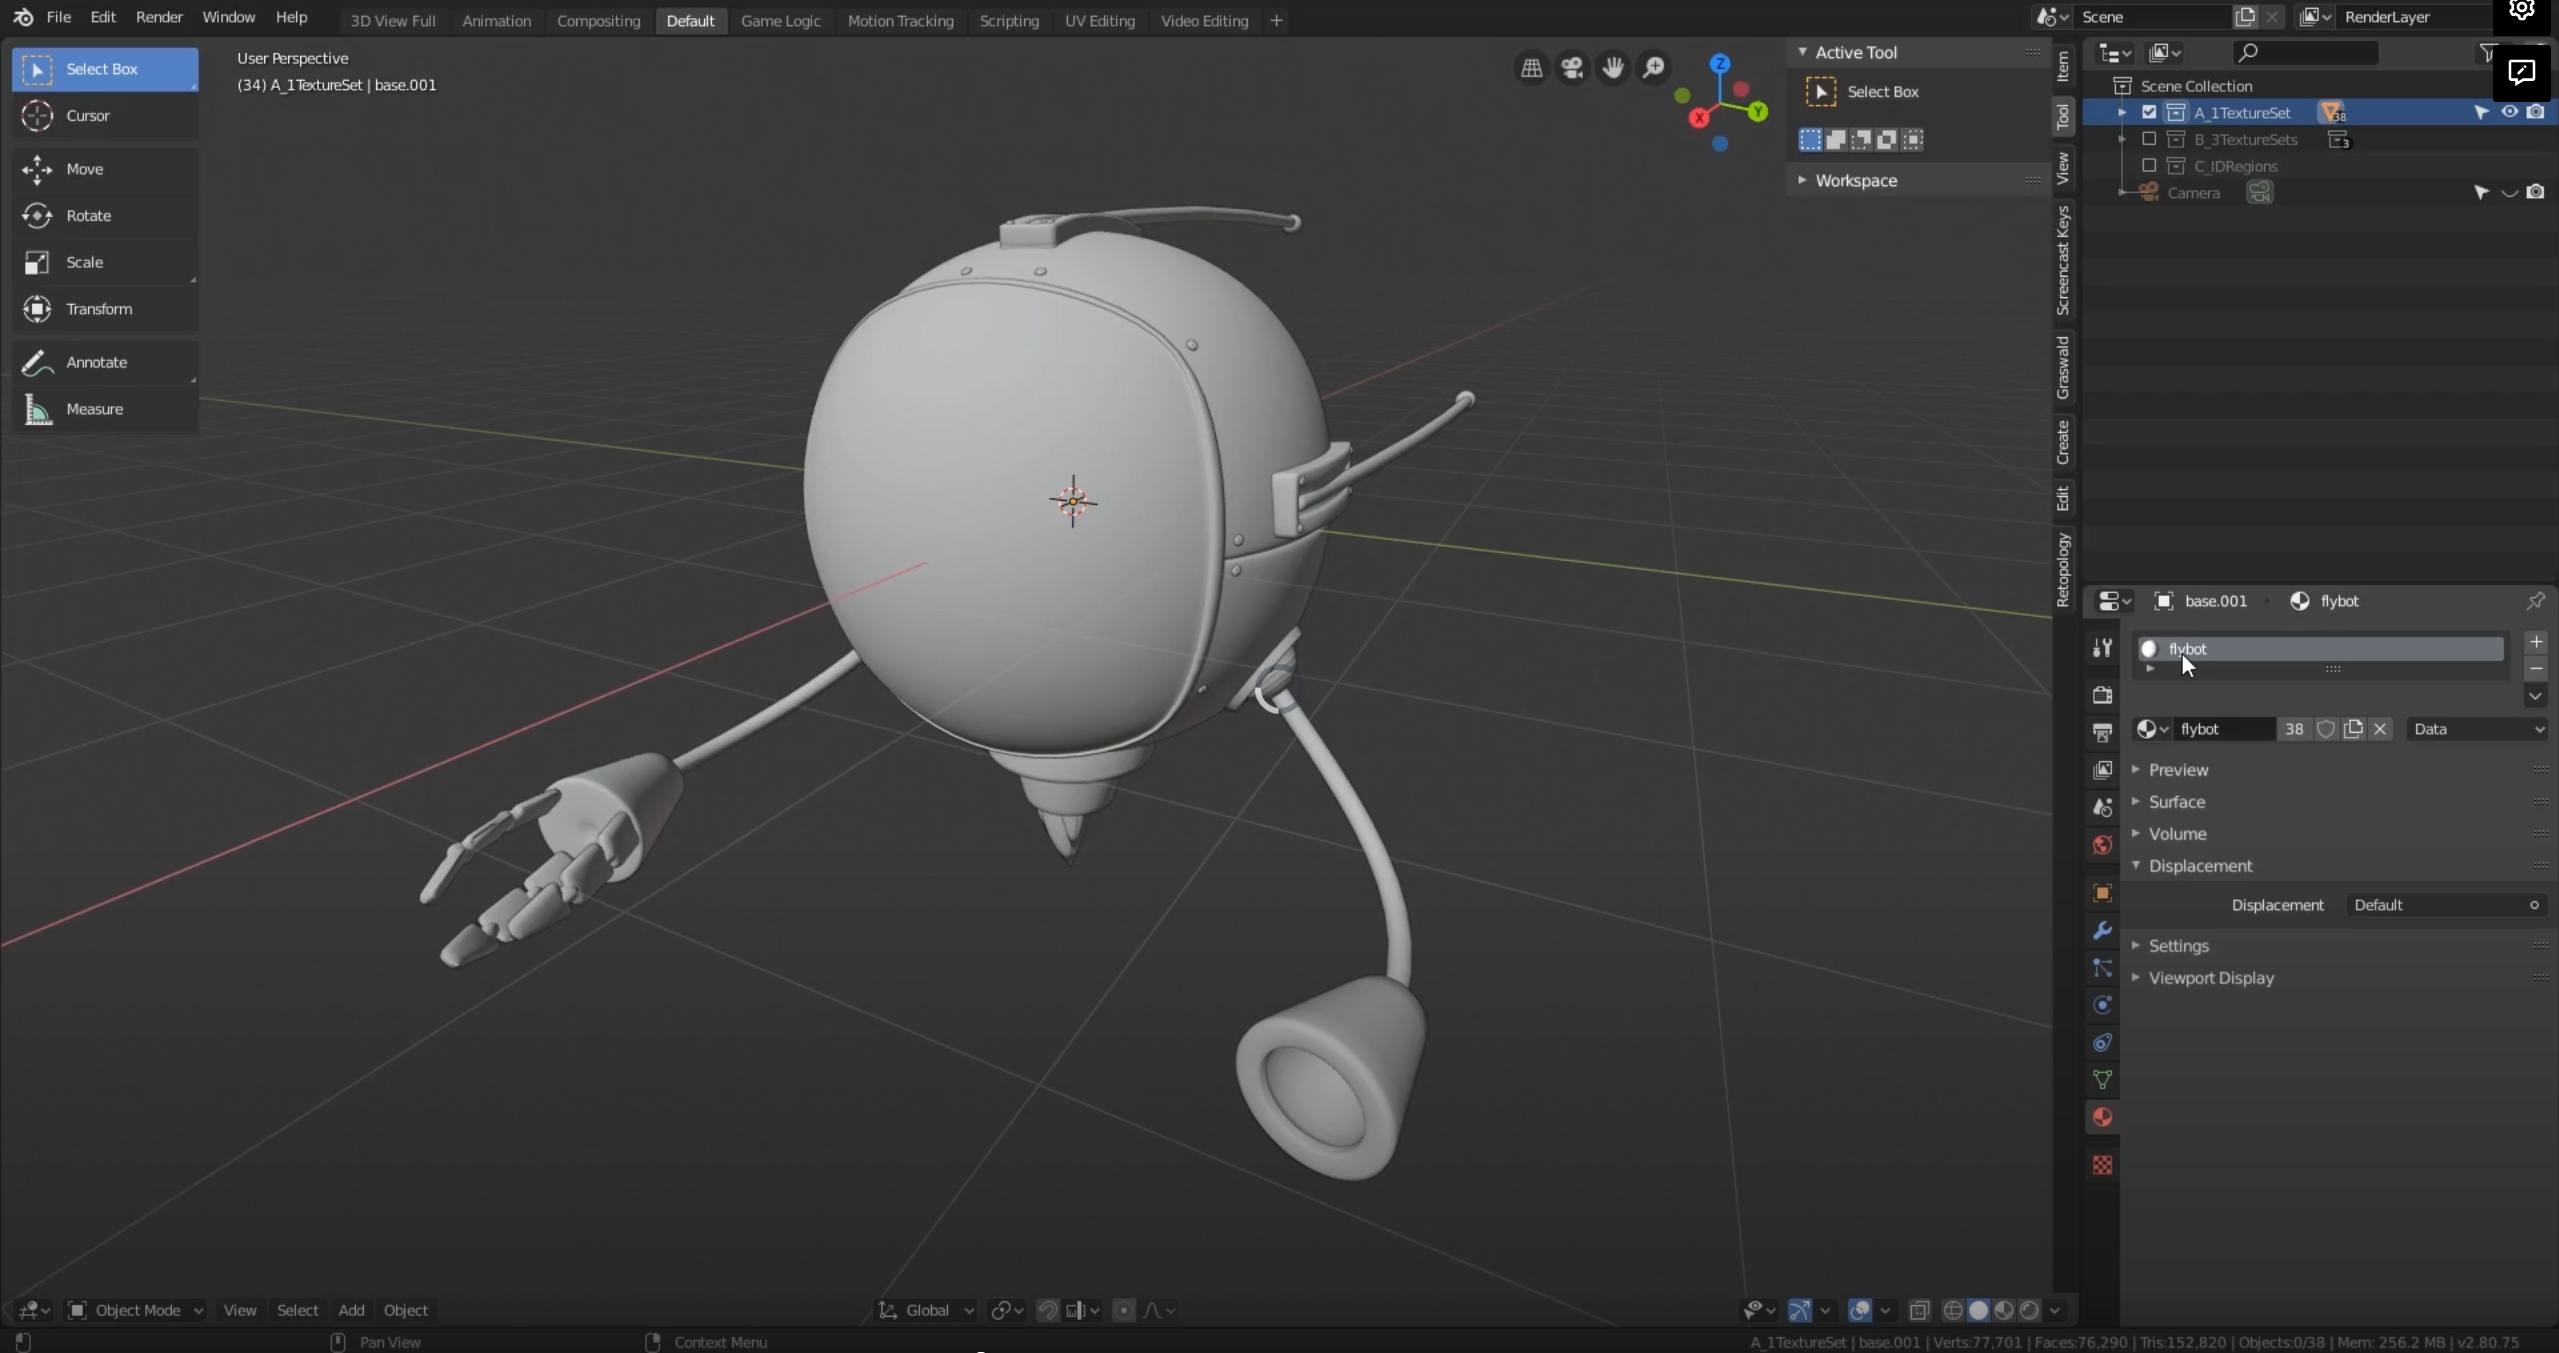 File Edit Render Window Help 3D View Full Animation Compositing Default Game Logic Motion Tracking Scripting UV Editing Video Editing + Scene RenderLayer
Select Box
Cursor
Move
Rotate
Scale
Transform
Annotate
Measure
User Perspective
(34) A_1TextureSet | base.001
Z
Y
X
Active Tool
Select Box
Workspace
Item
Tool
View
Screencast Keys
Graswald
Create
Edit
Retopology
Scene Collection
A_1TextureSet 38
B_3TextureSets 3
C_IDRegions
Camera
base.001 flybot
flybot
flybot 38 Data
Preview
Surface
Volume
Displacement
Displacement Default
Settings
Viewport Display
Object Mode View Select Add Object Global
Pan View Context Menu A_1TextureSet | base.001 | Verts:77,701 | Faces:76,290 | Tris:152,820 | Objects:0/38 | Mem: 256.2 MB | v2.80.75